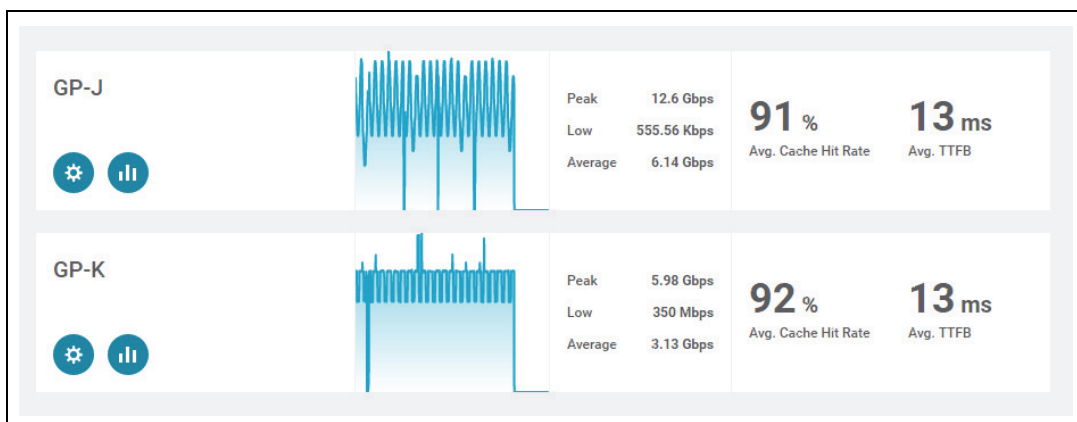 GP-J
Peak 12.6 Gbps
Low 555.56 Kbps
Average 6.14 Gbps
91 %
Avg. Cache Hit Rate
13 ms
Avg. TTFB
GP-K
Peak 5.98 Gbps
Low 350 Mbps
Average 3.13 Gbps
92 %
Avg. Cache Hit Rate
13 ms
Avg. TTFB